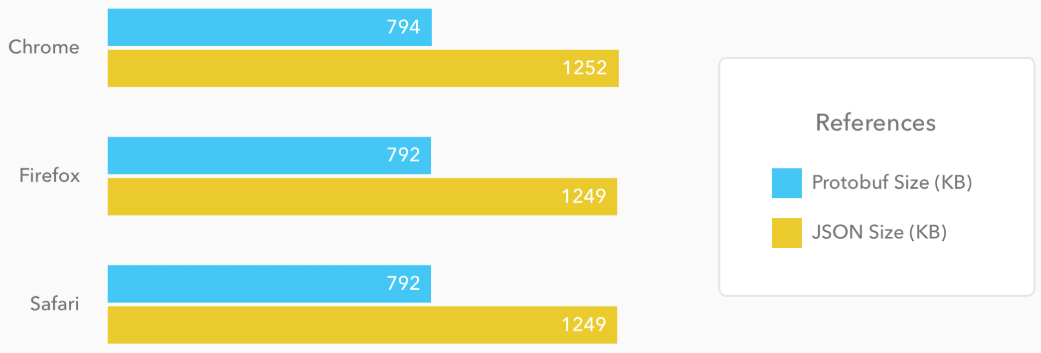 Chrome
794
1252
Firefox
792
1249
Safari
792
1249
References
Protobuf Size (KB)
JSON Size (KB)